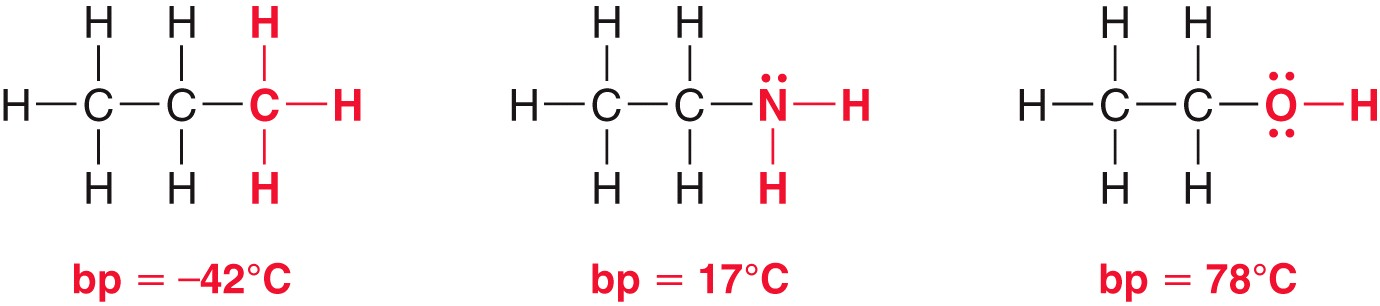 H H H H H H
H C C C H H C C N H H C C O H
H H H H H H H H
bp = –42°C bp = 17°C bp = 78°C